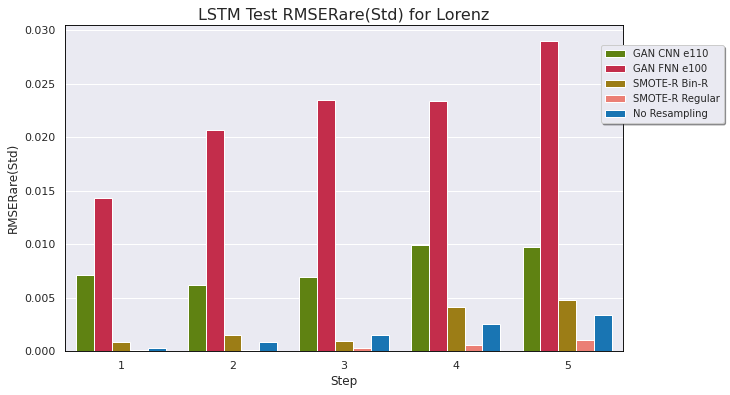 LSTM Test RMSERare(Std) for Lorenz
RMSERare(Std)
0.030
0.025
0.020
0.015
0.010
0.005
0.000
1
2
3
4
5
Step
GAN CNN e110
GAN FNN e100
SMOTE-R Bin-R
SMOTE-R Regular
No Resampling